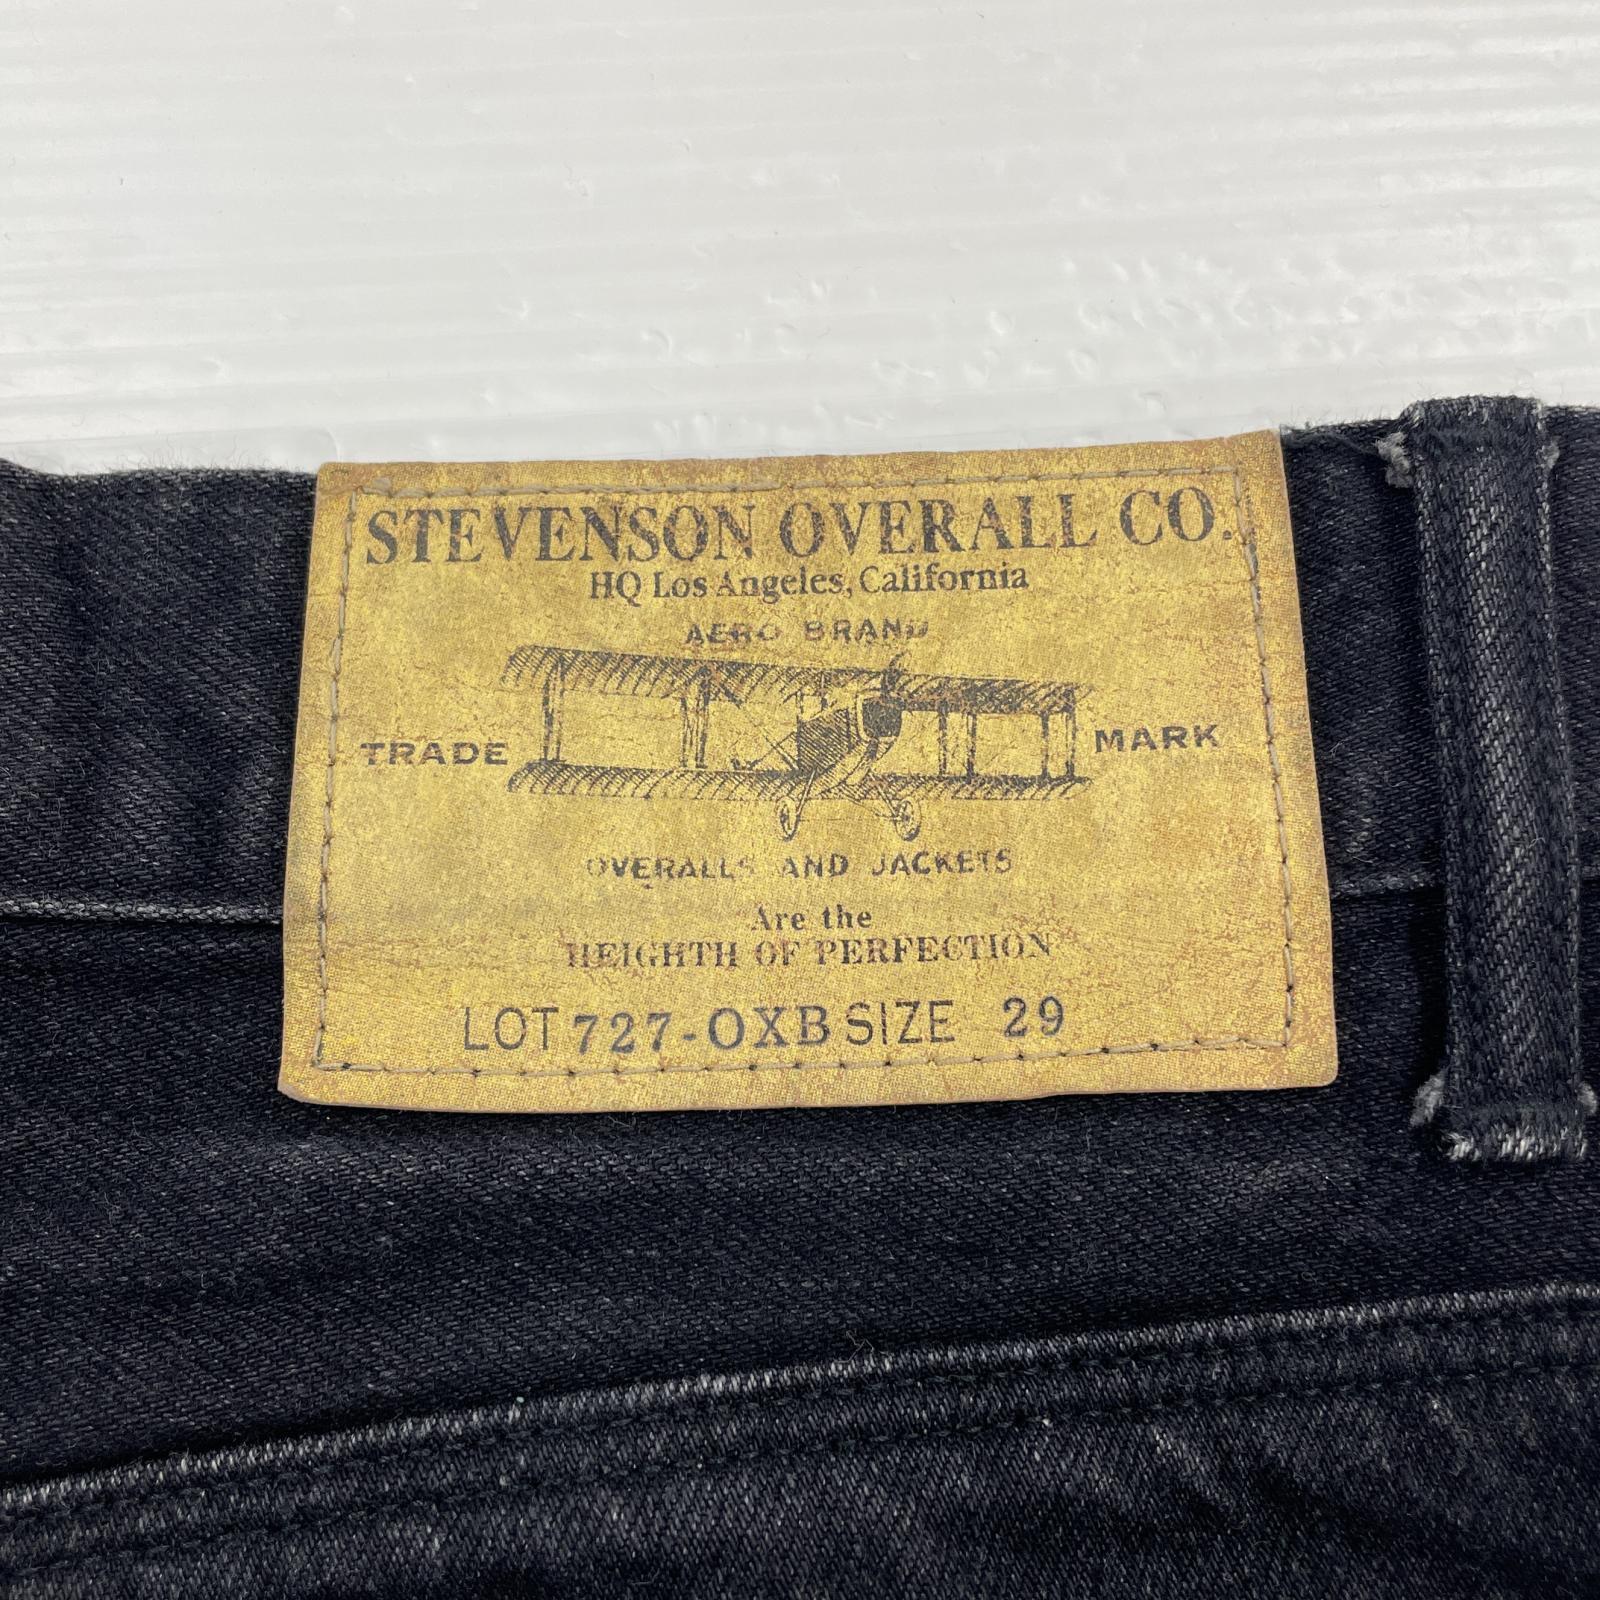 STEVENSON OVERALL CO.
HQ Los Angeles, California
AERO BRAND
TRADE MARK
OVERALLS AND JACKETS
Are the
HEIGHTH OF PERFECTION
LOT 727-OXB SIZE 29